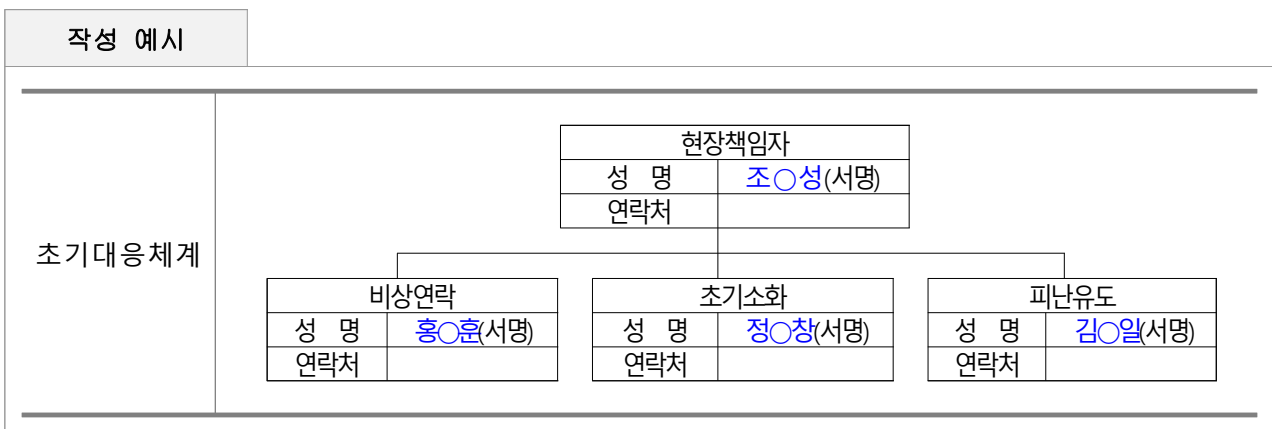 작성 예시
현장책임자
성 명 조○성(서명)
연락처
초기대응체계
비상연락 초기소화 피난유도
성 명 홍○훈(서명) 성 명 정○창(서명) 성 명 김○일(서명)
연락처 연락처 연락처